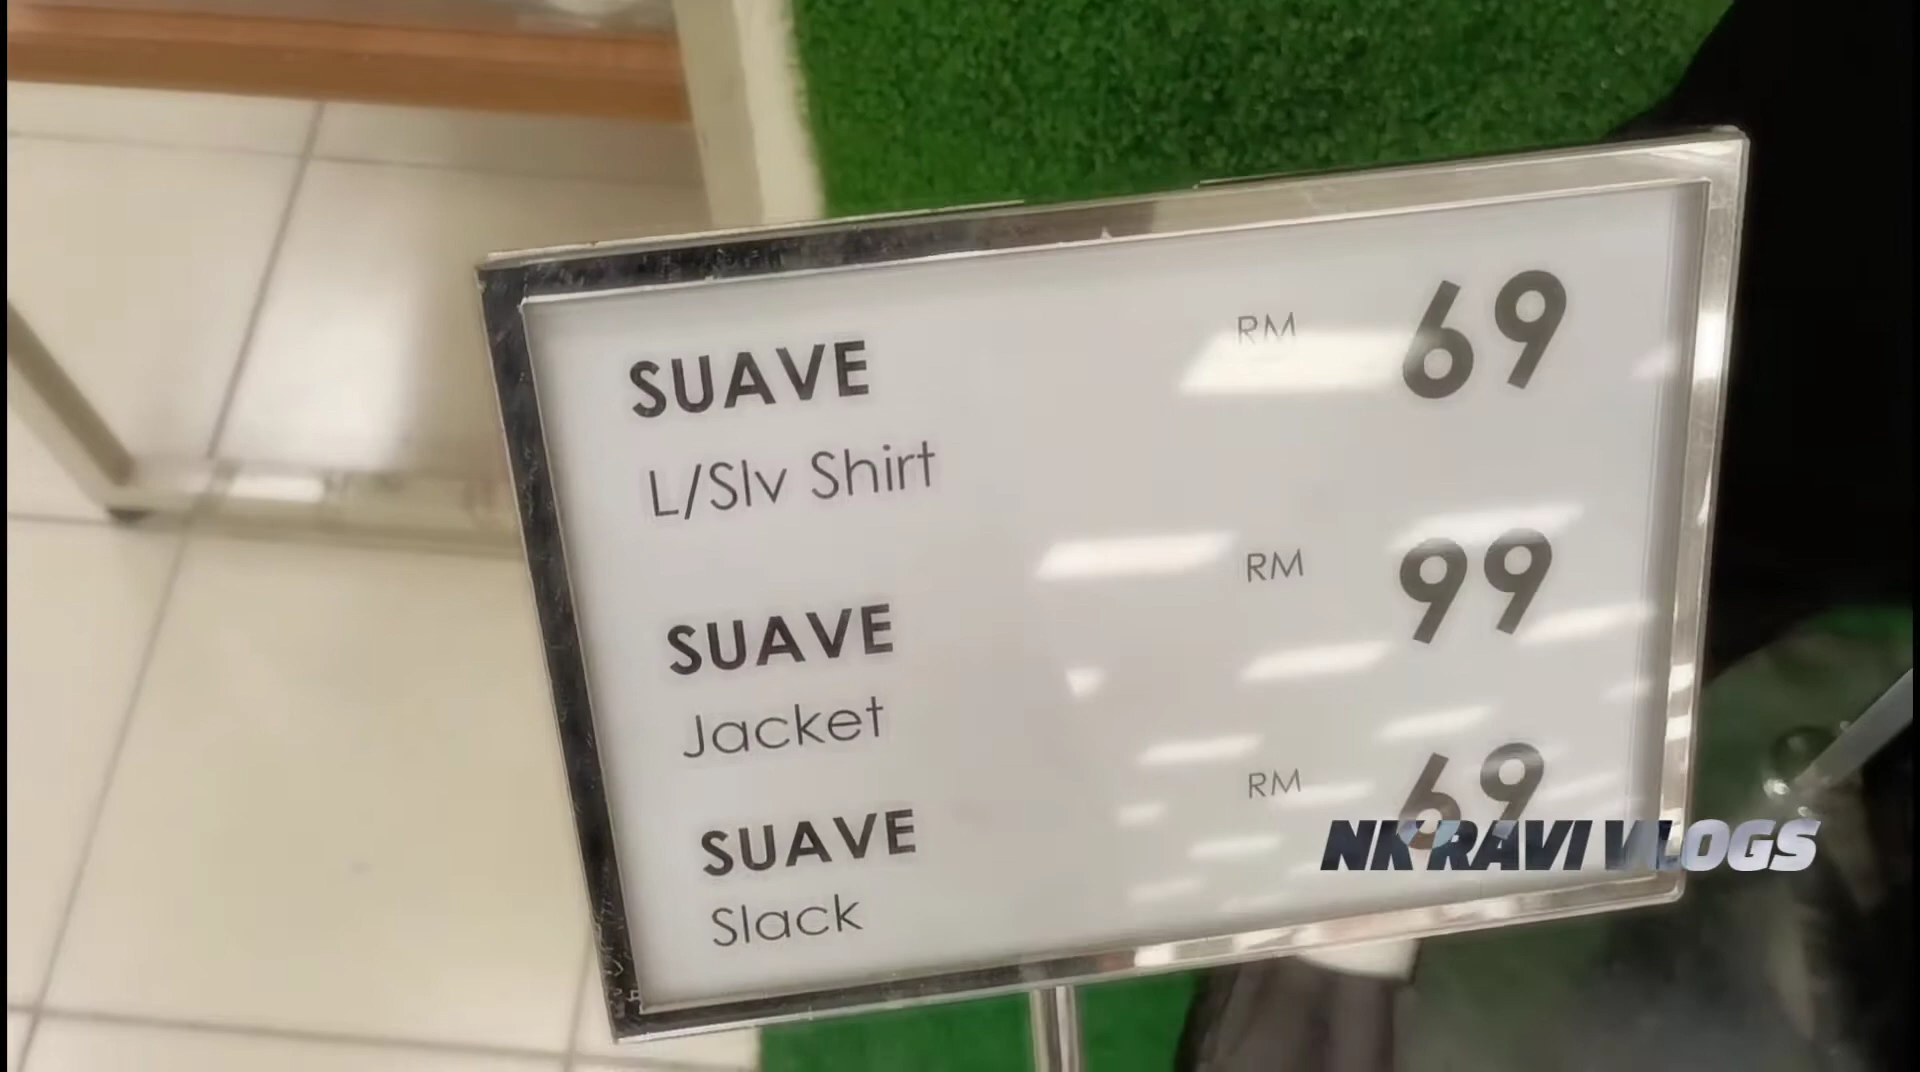 SUAVE RM 69
L/Slv Shirt
SUAVE RM 99
Jacket
SUAVE RM 69
Slack
NK RAVI VLOGS